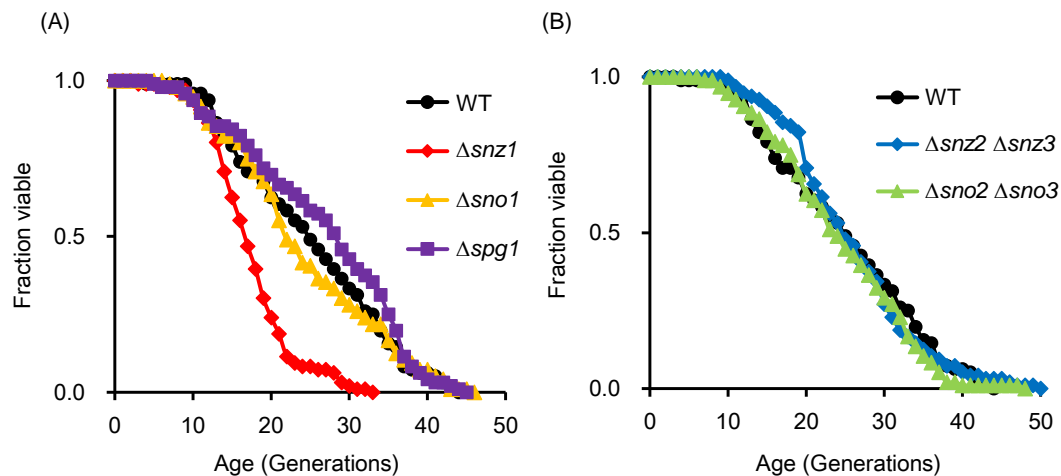 (A)
Fraction viable
1.0
0.5
0.0
0 10 20 30 40 50
Age (Generations)
WT
Δsnz1
Δsno1
Δspg1
(B)
Fraction viable
1.0
0.5
0.0
0 10 20 30 40 50
Age (Generations)
WT
Δsnz2 Δsnz3
Δsno2 Δsno3